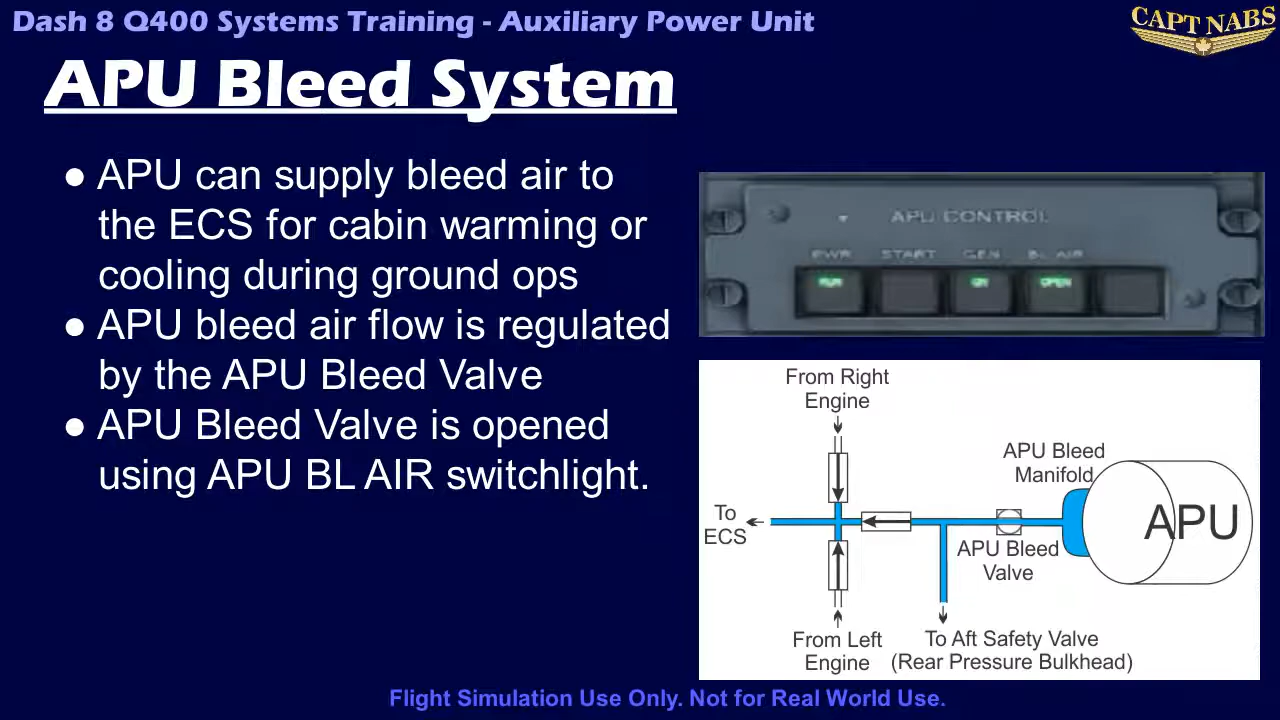 Dash 8 Q400 Systems Training - Auxiliary Power Unit
CAPT NABS
APU Bleed System
● APU can supply bleed air to
the ECS for cabin warming or
cooling during ground ops
● APU bleed air flow is regulated
by the APU Bleed Valve
● APU Bleed Valve is opened
using APU BL AIR switchlight.
APU CONTROL
PWR START GEN BL AIR
RUN ON OPEN
From Right
Engine
APU Bleed
Manifold
To
ECS
APU
APU Bleed
Valve
From Left
Engine
To Aft Safety Valve
(Rear Pressure Bulkhead)
Flight Simulation Use Only. Not for Real World Use.